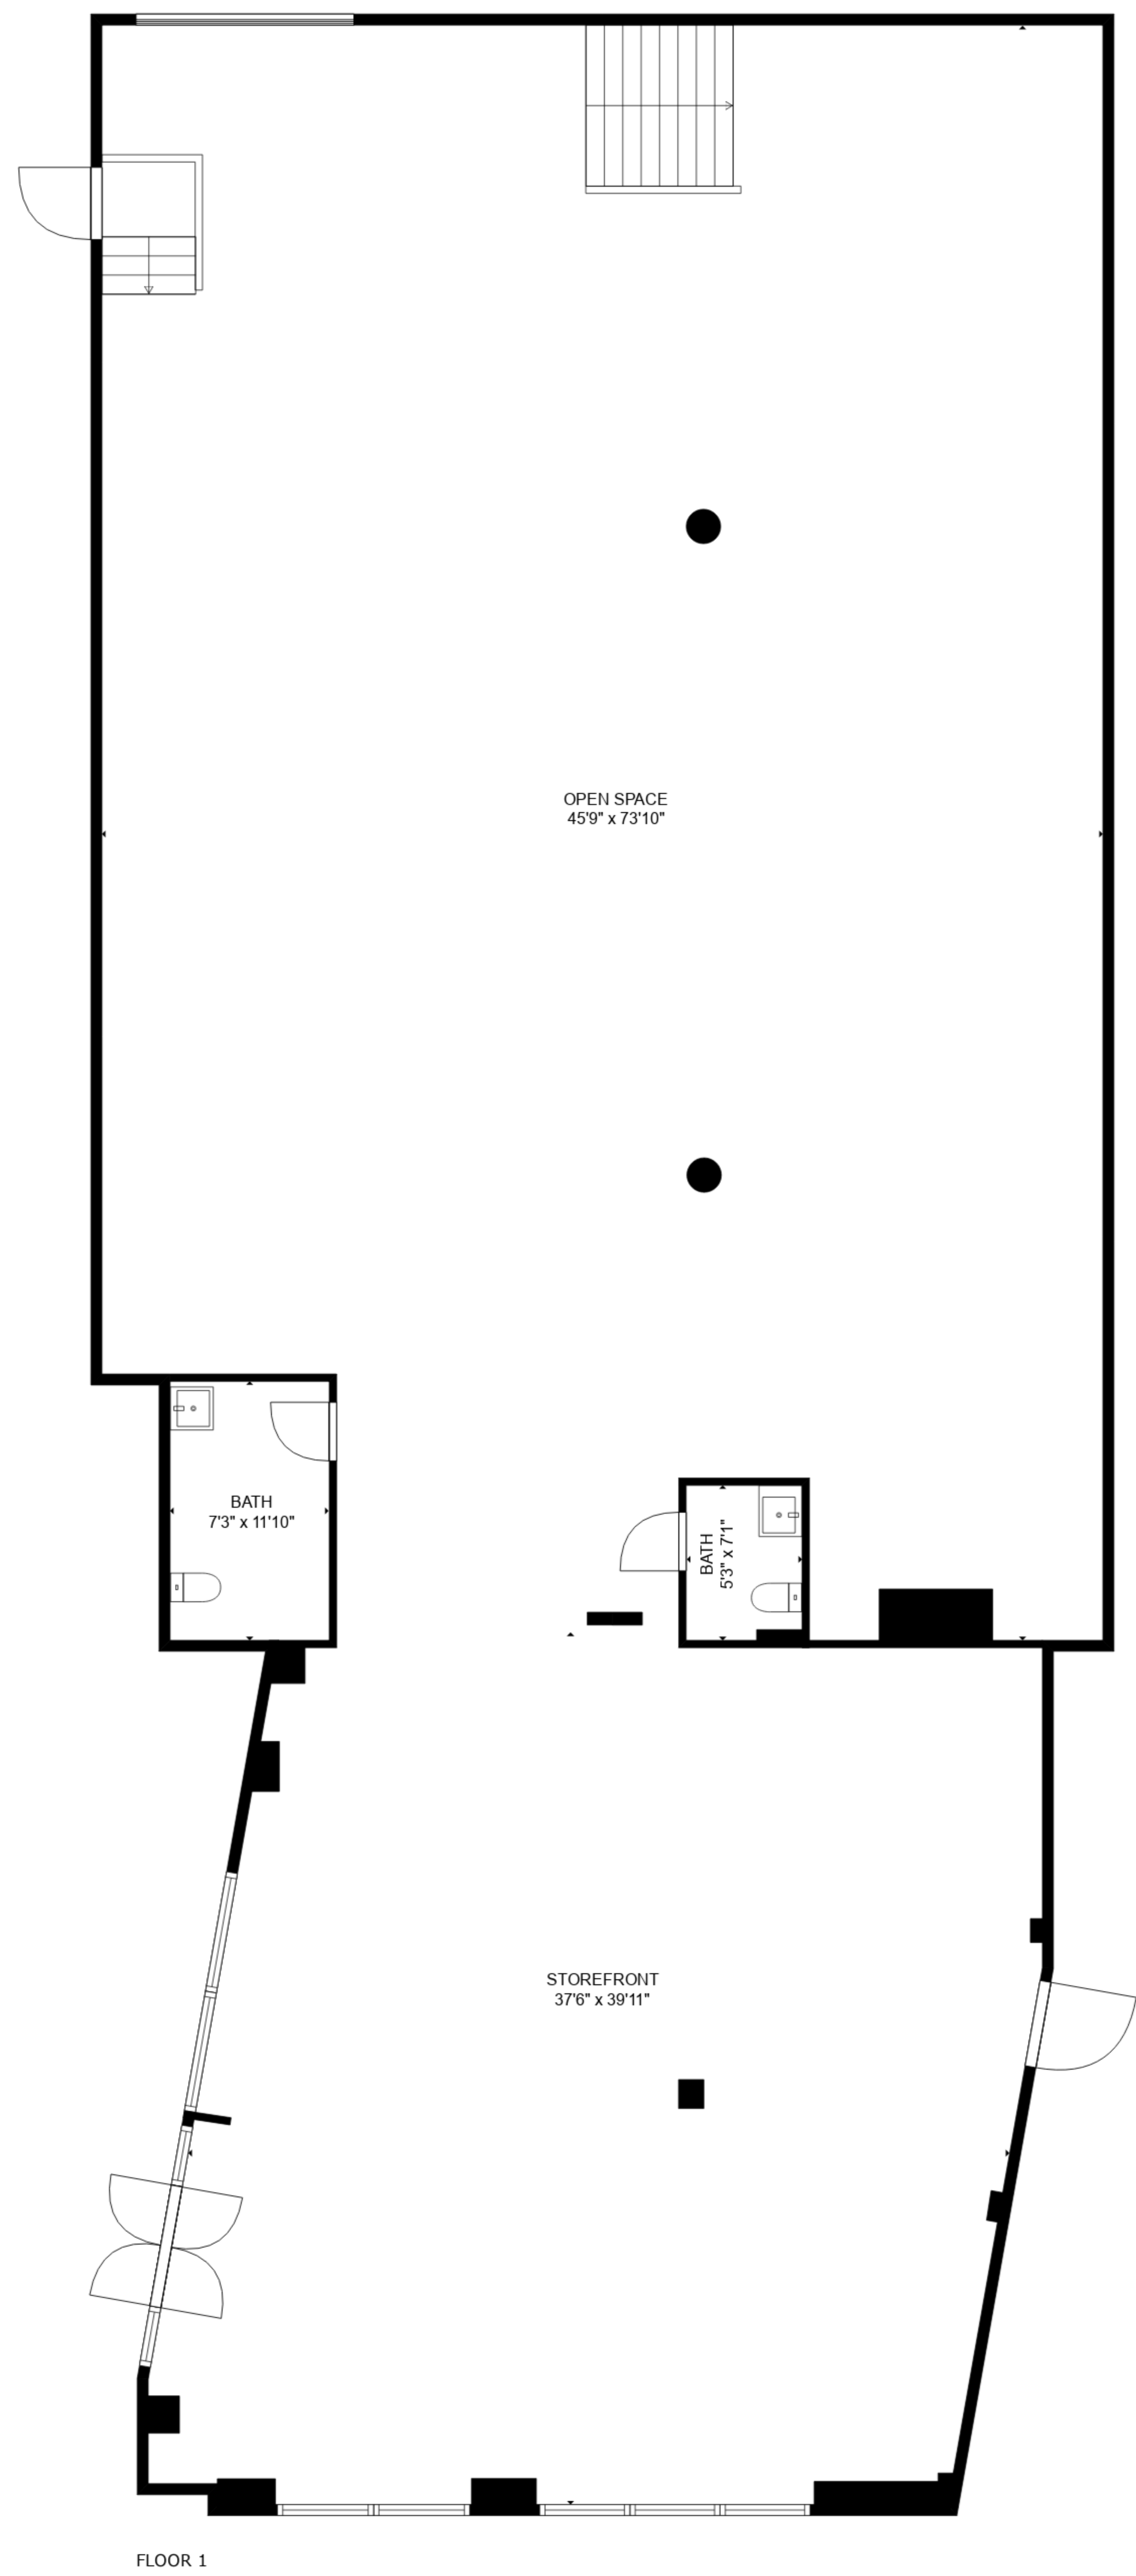 OPEN SPACE
45'9" x 73'10"
BATH
7'3" x 11'10"
BATH
5'3" x 7'1"
STOREFRONT
37'6" x 39'11"
FLOOR 1